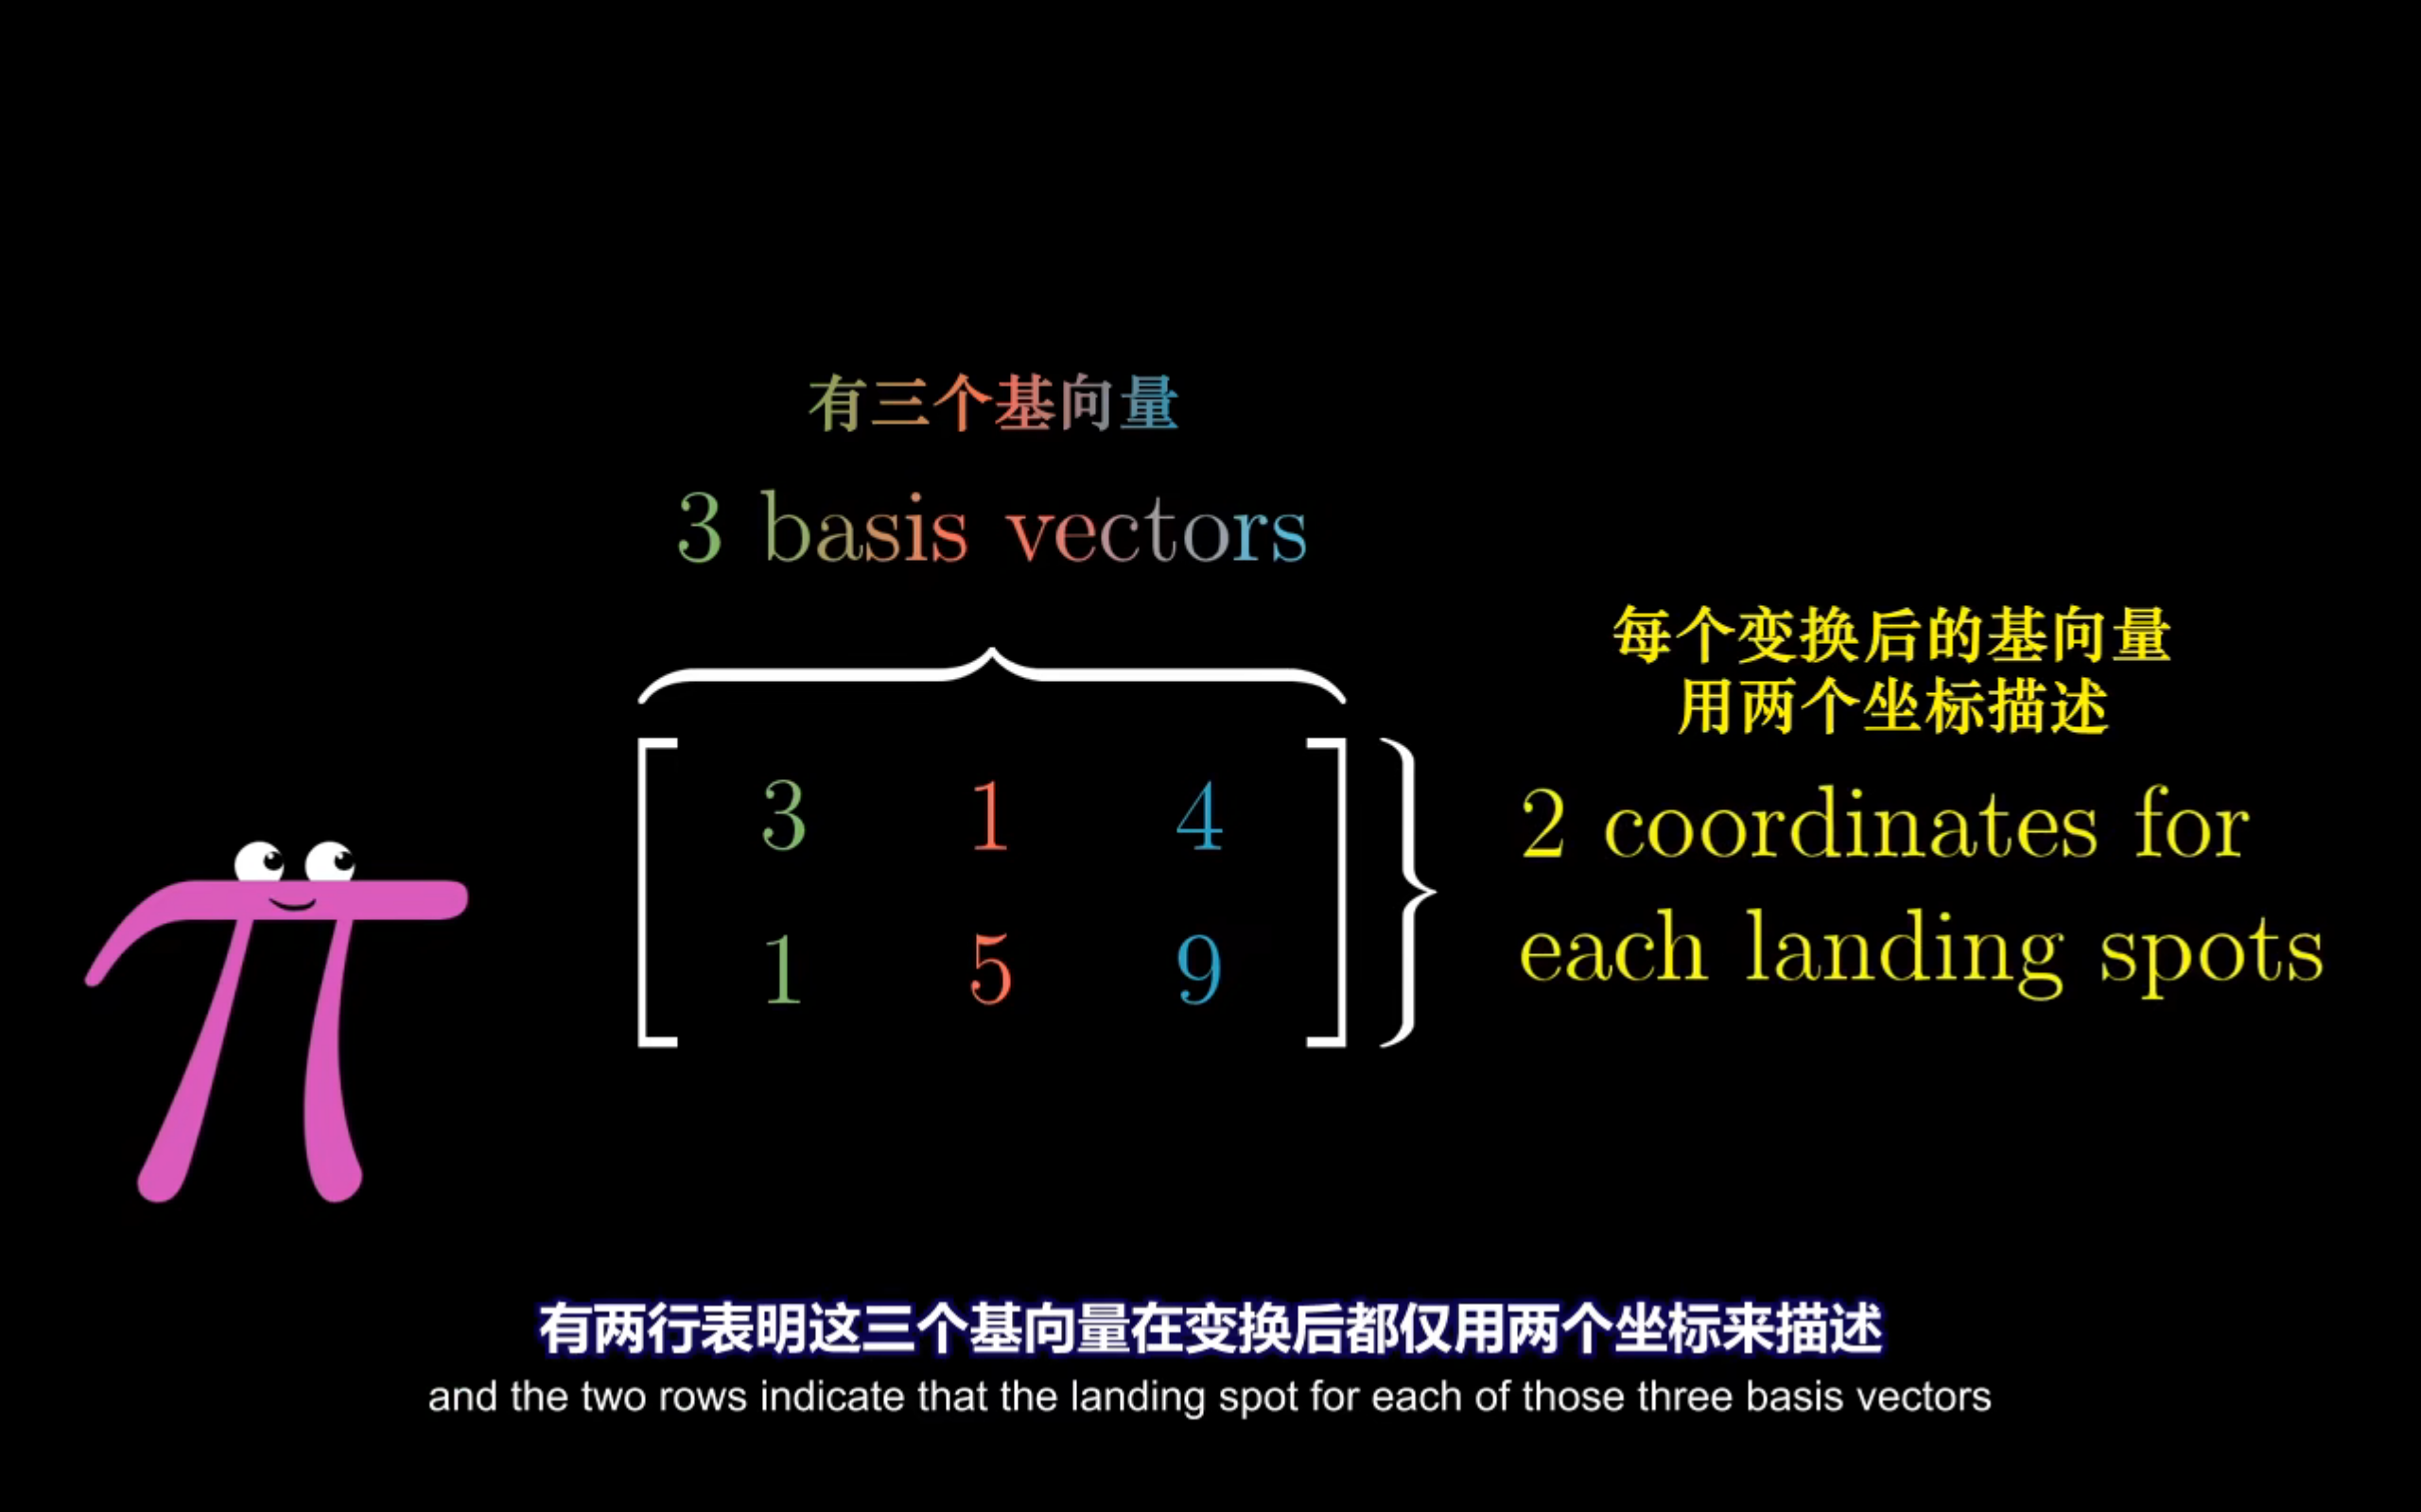 有三个基向量
3 basis vectors
每个变换后的基向量
用两个坐标描述
3 1 4
1 5 9
2 coordinates for
each landing spots
有两行表明这三个基向量在变换后都仅用两个坐标来描述
and the two rows indicate that the landing spot for each of those three basis vectors